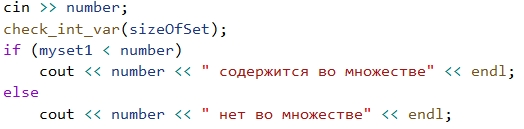 cin >> number;
check_int_var(sizeOfSet);
if (myset1 < number)
    cout << number << " содержится во множестве" << endl;
else
    cout << number << " нет во множестве" << endl;